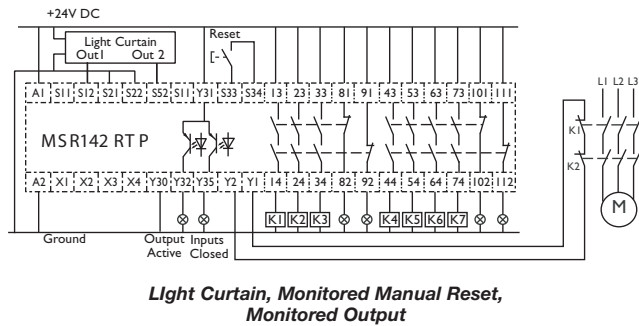 +24V DC
Light Curtain
Out1 Out 2
Reset
A1 S11 S12 S21 S22 S52 S11 Y31 S33 S34 13 23 33 81 91 43 53 63 73 101 111
L1 L2 L3
MSR142 RT P
K1
K2
A2 X1 X2 X3 X4 Y30 Y32 Y35 Y2 Y1 14 24 34 82 92 44 54 64 74 102 112
M
K1 K2 K3 K4 K5 K6 K7
Ground
Output Active
Inputs Closed
LIght Curtain, Monitored Manual Reset,
Monitored Output